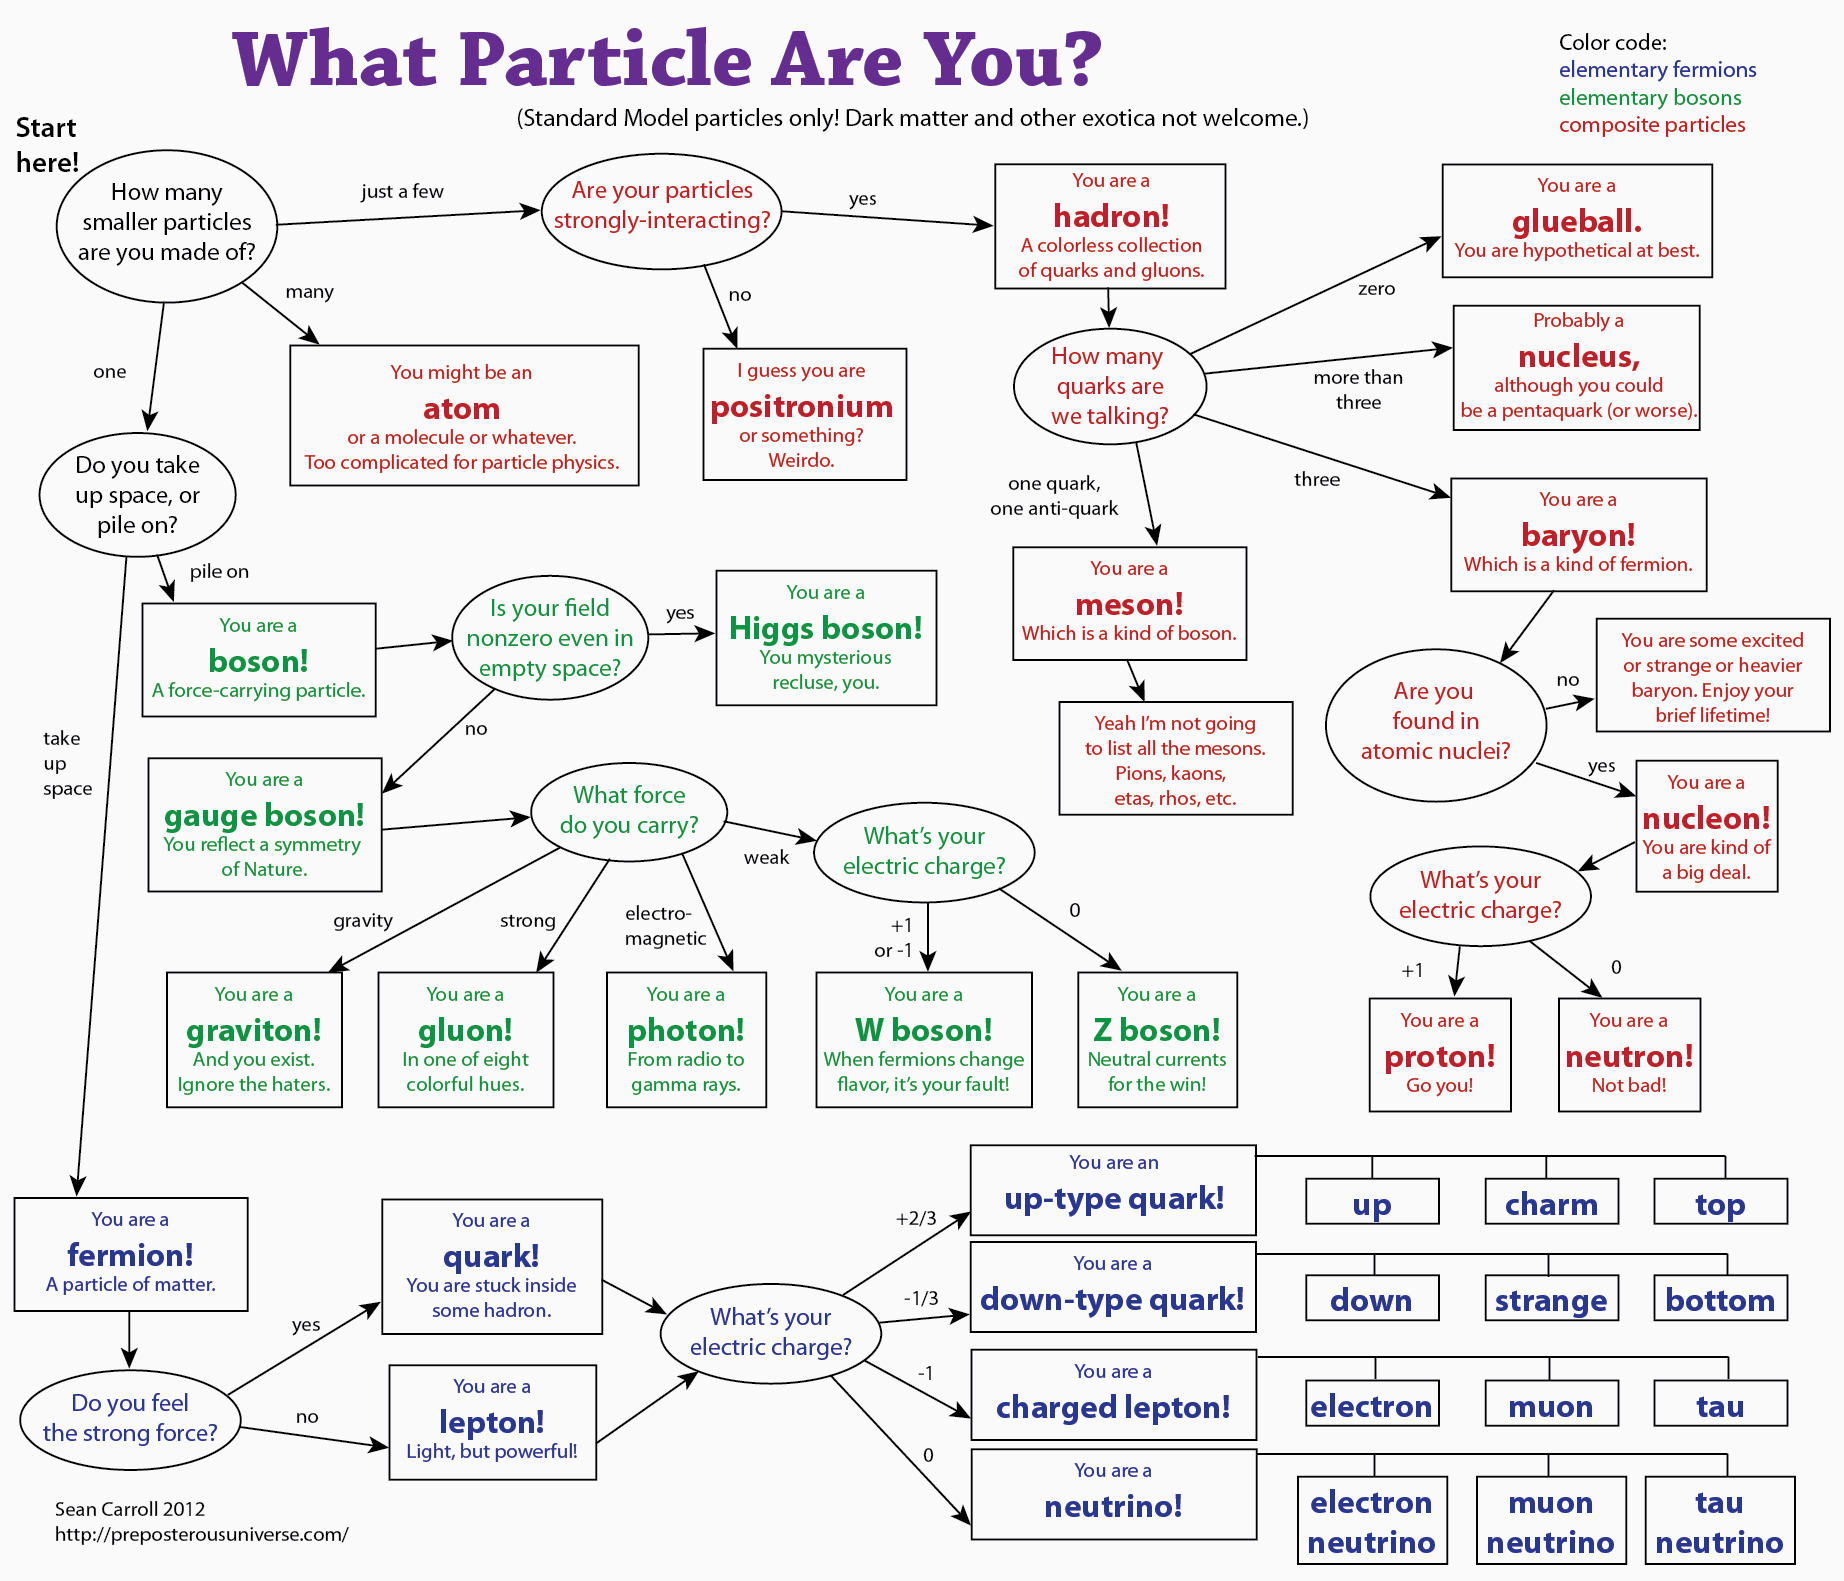 What Particle Are You?
(Standard Model particles only! Dark matter and other exotica not welcome.)
Color code:
elementary fermions
elementary bosons
composite particles
Start
here!
How many
smaller particles
are you made of?
just a few
many
one
Are your particles
strongly-interacting?
yes
no
You are a
hadron!
A colorless collection
of quarks and gluons.
You are a
glueball.
You are hypothetical at best.
zero
Probably a
nucleus,
although you could
be a pentaquark (or worse).
more than
three
How many
quarks are
we talking?
You might be an
atom
or a molecule or whatever.
Too complicated for particle physics.
I guess you are
positronium
or something?
Weirdo.
one quark,
one anti-quark
three
You are a
baryon!
Which is a kind of fermion.
You are a
meson!
Which is a kind of boson.
Yeah I'm not going
to list all the mesons.
Pions, kaons,
etas, rhos, etc.
Are you
found in
atomic nuclei?
no
You are some excited
or strange or heavier
baryon. Enjoy your
brief lifetime!
yes
You are a
nucleon!
You are kind of
a big deal.
What's your
electric charge?
+1
0
You are a
proton!
Go you!
You are a
neutron!
Not bad!
Do you take
up space, or
pile on?
pile on
take
up
space
You are a
boson!
A force-carrying particle.
Is your field
nonzero even in
empty space?
yes
You are a
Higgs boson!
You mysterious
recluse, you.
no
You are a
gauge boson!
You reflect a symmetry
of Nature.
What force
do you carry?
weak
What's your
electric charge?
gravity
strong
electro-
magnetic
+1
or -1
0
You are a
graviton!
And you exist.
Ignore the haters.
You are a
gluon!
In one of eight
colorful hues.
You are a
photon!
From radio to
gamma rays.
You are a
W boson!
When fermions change
flavor, it's your fault!
You are a
Z boson!
Neutral currents
for the win!
You are a
fermion!
A particle of matter.
Do you feel
the strong force?
yes
no
You are a
quark!
You are stuck inside
some hadron.
You are a
lepton!
Light, but powerful!
What's your
electric charge?
+2/3
-1/3
-1
0
You are an
up-type quark!
up
charm
top
You are a
down-type quark!
down
strange
bottom
You are a
charged lepton!
electron
muon
tau
You are a
neutrino!
electron
neutrino
muon
neutrino
tau
neutrino
Sean Carroll 2012
http://preposterousuniverse.com/